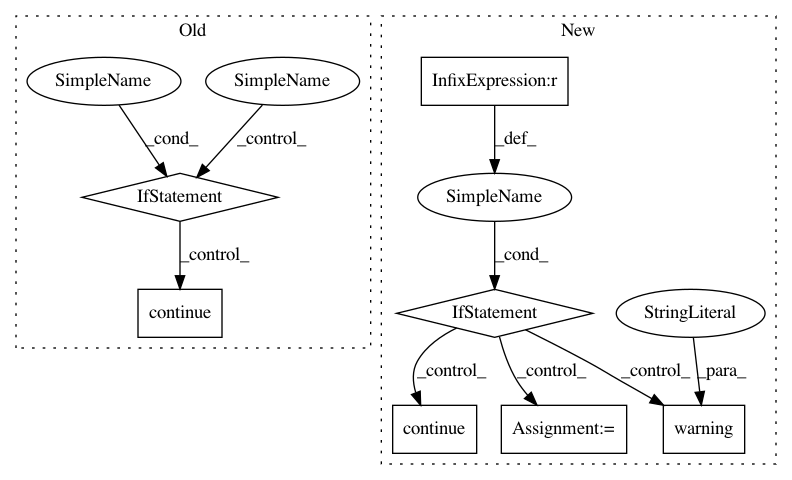 Old
New
SimpleName
SimpleName
InfixExpression:r
_cond_
_control_
_def_
IfStatement
SimpleName
_control_
_cond_
continue
IfStatement
StringLiteral
_control_
_control_
_control_
_para_
continue
Assignment:=
warning